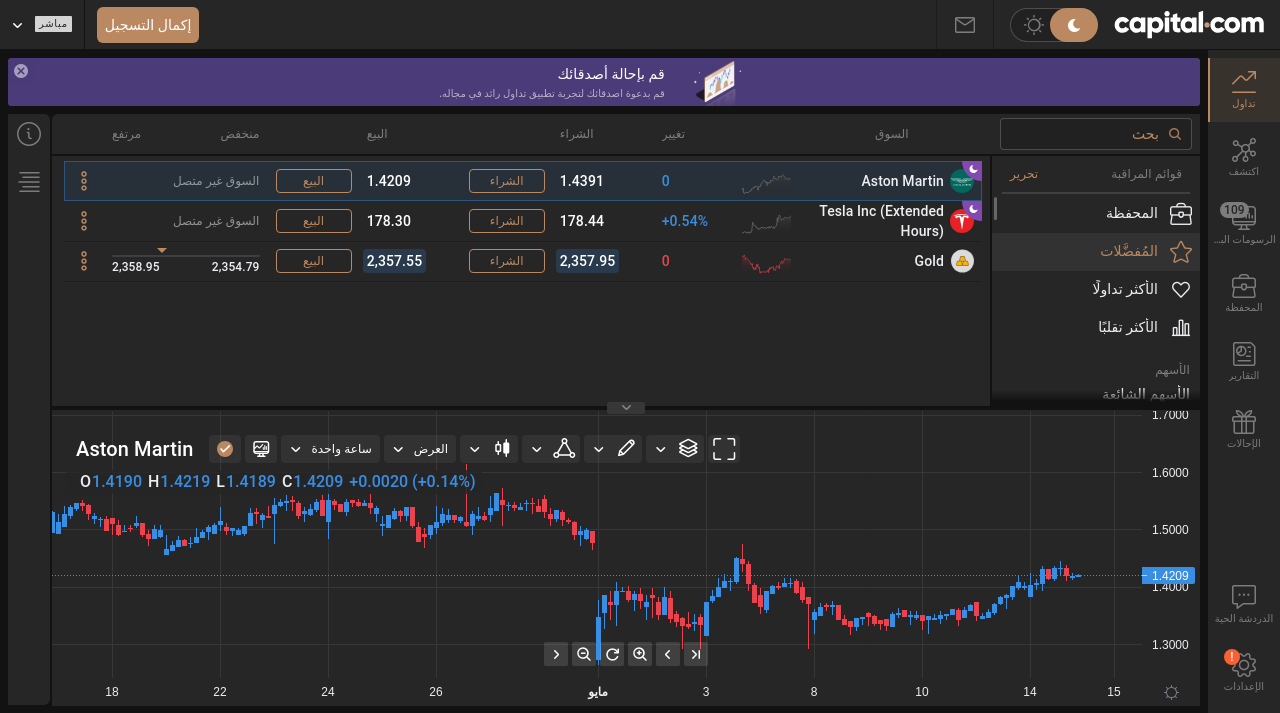 capital.com
إكمال التسجيل
مباشر
قم بإحالة أصدقائك
قم بدعوة اصدقائك لتجربة تطبيق تداول رائد في مجاله.
تداول
اكتشف
109
الرسومات الب...
المحفظة
التقارير
الإحالات
الدردشة الحية
!
الإعدادات
بحث
قوائم المراقبة
تحرير
المحفظة
المُفضَّلات
الأكثر تداولًا
الأكثر تقلبًا
الأسهم
الأسهم الشائعة
السوق
تغيير
الشراء
البيع
منخفض
مرتفع
Aston Martin
0
1.4391
الشراء
1.4209
البيع
السوق غير متصل
Tesla Inc (Extended
Hours)
+0.54%
178.44
الشراء
178.30
البيع
السوق غير متصل
Gold
0
2,357.95
الشراء
2,357.55
البيع
2,354.79
2,358.95
Aston Martin
ساعة واحدة
العرض
O1.4190 H1.4219 L1.4189 C1.4209 +0.0020 (+0.14%)
1.7000
1.6000
1.5000
1.4209
1.4000
1.3000
18 22 24 26 مايو 3 8 10 14 15